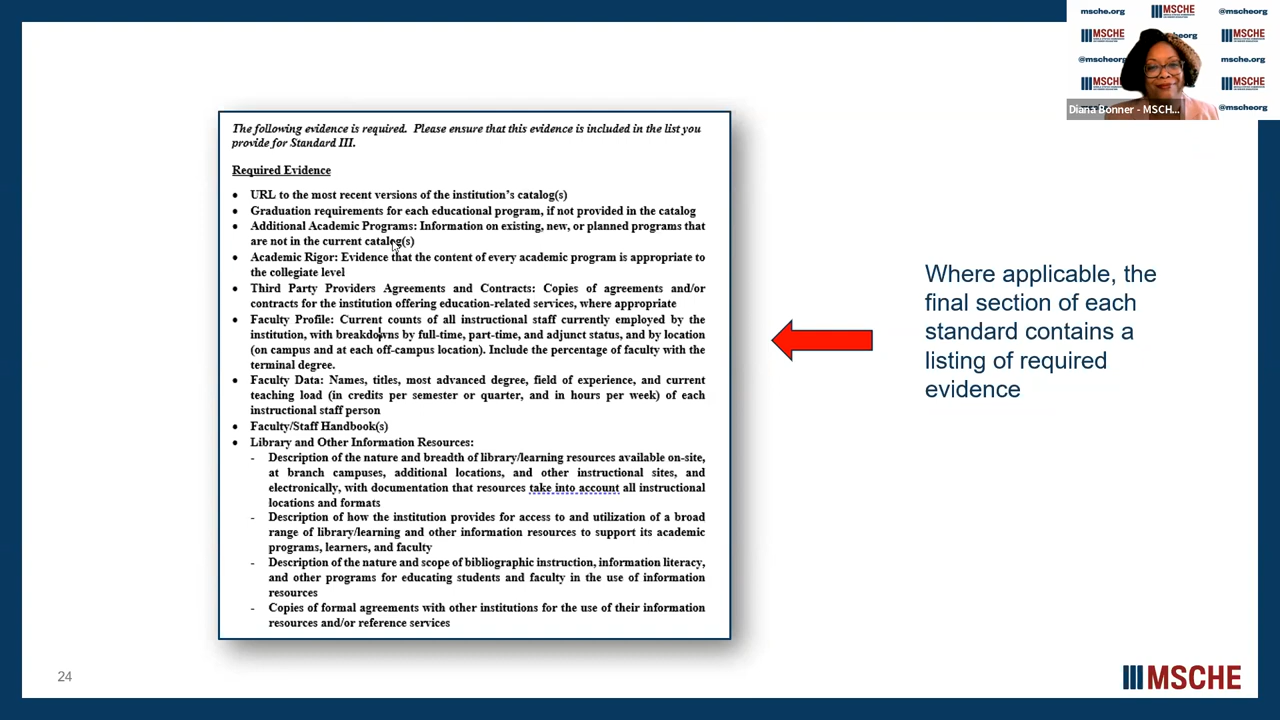 msche.org
MSCHE
@mscheorg
MSCHE
MSCHE
@mscheorg
msche.org
MSCHE
MSCHE
@mscheorg
Diana Bonner - MSCH...
The following evidence is required.  Please ensure that this evidence is included in the list you
provide for Standard III.
Required Evidence
• URL to the most recent versions of the institution's catalog(s)
• Graduation requirements for each educational program, if not provided in the catalog
• Additional Academic Programs: Information on existing, new, or planned programs that
are not in the current catalog(s)
• Academic Rigor: Evidence that the content of every academic program is appropriate to
the collegiate level
• Third Party Providers Agreements and Contracts: Copies of agreements and/or
contracts for the institution offering education-related services, where appropriate
• Faculty Profile: Current counts of all instructional staff currently employed by the
institution, with breakdowns by full-time, part-time, and adjunct status, and by location
(on campus and at each off-campus location). Include the percentage of faculty with the
terminal degree.
• Faculty Data: Names, titles, most advanced degree, field of experience, and current
teaching load (in credits per semester or quarter, and in hours per week) of each
instructional staff person
• Faculty/Staff Handbook(s)
• Library and Other Information Resources:
- Description of the nature and breadth of library/learning resources available on-site,
at branch campuses, additional locations, and other instructional sites, and
electronically, with documentation that resources take into account all instructional
locations and formats
- Description of how the institution provides for access to and utilization of a broad
range of library/learning and other information resources to support its academic
programs, learners, and faculty
- Description of the nature and scope of bibliographic instruction, information literacy,
and other programs for educating students and faculty in the use of information
resources
- Copies of formal agreements with other institutions for the use of their information
resources and/or reference services
Where applicable, the
final section of each
standard contains a
listing of required
evidence
24
MSCHE